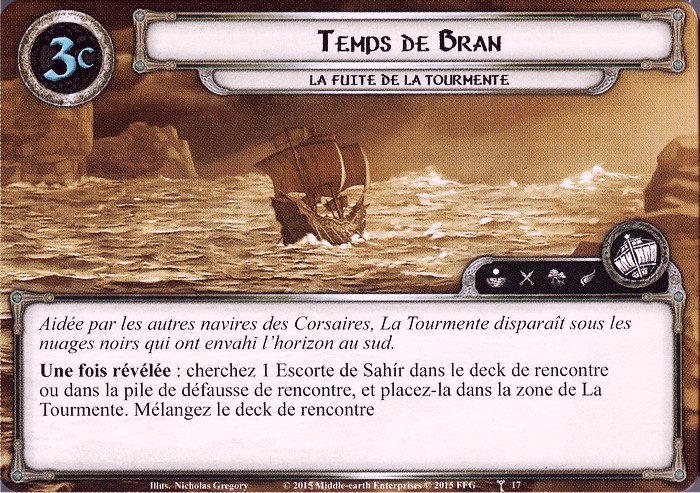 3C
TEMPS DE BRAN
LA FUITE DE LA TOURMENTE
Aidée par les autres navires des Corsaires, La Tourmente disparaît sous les
nuages noirs qui ont envahi l'horizon au sud.
Une fois révélée : cherchez 1 Escorte de Sahír dans le deck de rencontre
ou dans la pile de défausse de rencontre, et placez-la dans la zone de La
Tourmente. Mélangez le deck de rencontre
Illus. Nicholas Gregory © 2015 Middle-earth Enterprises © 2015 FFG 17